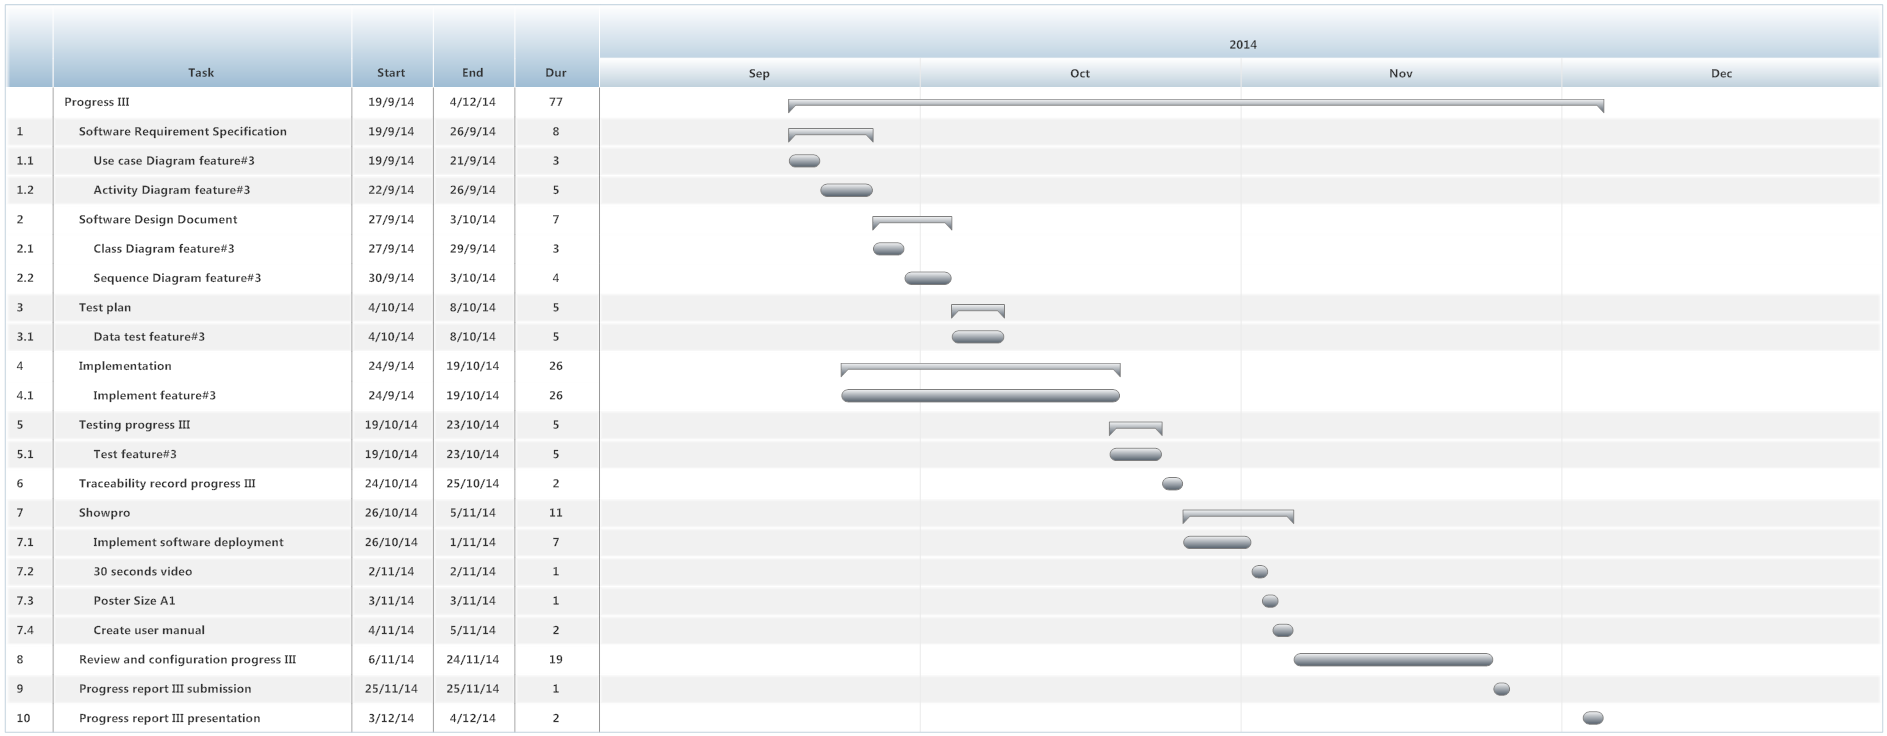 2014
Task Start End Dur Sep Oct Nov Dec
Progress III 19/9/14 4/12/14 77
1 Software Requirement Specification 19/9/14 26/9/14 8
1.1 Use case Diagram feature#3 19/9/14 21/9/14 3
1.2 Activity Diagram feature#3 22/9/14 26/9/14 5
2 Software Design Document 27/9/14 3/10/14 7
2.1 Class Diagram feature#3 27/9/14 29/9/14 3
2.2 Sequence Diagram feature#3 30/9/14 3/10/14 4
3 Test plan 4/10/14 8/10/14 5
3.1 Data test feature#3 4/10/14 8/10/14 5
4 Implementation 24/9/14 19/10/14 26
4.1 Implement feature#3 24/9/14 19/10/14 26
5 Testing progress III 19/10/14 23/10/14 5
5.1 Test feature#3 19/10/14 23/10/14 5
6 Traceability record progress III 24/10/14 25/10/14 2
7 Showpro 26/10/14 5/11/14 11
7.1 Implement software deployment 26/10/14 1/11/14 7
7.2 30 seconds video 2/11/14 2/11/14 1
7.3 Poster Size A1 3/11/14 3/11/14 1
7.4 Create user manual 4/11/14 5/11/14 2
8 Review and configuration progress III 6/11/14 24/11/14 19
9 Progress report III submission 25/11/14 25/11/14 1
10 Progress report III presentation 3/12/14 4/12/14 2